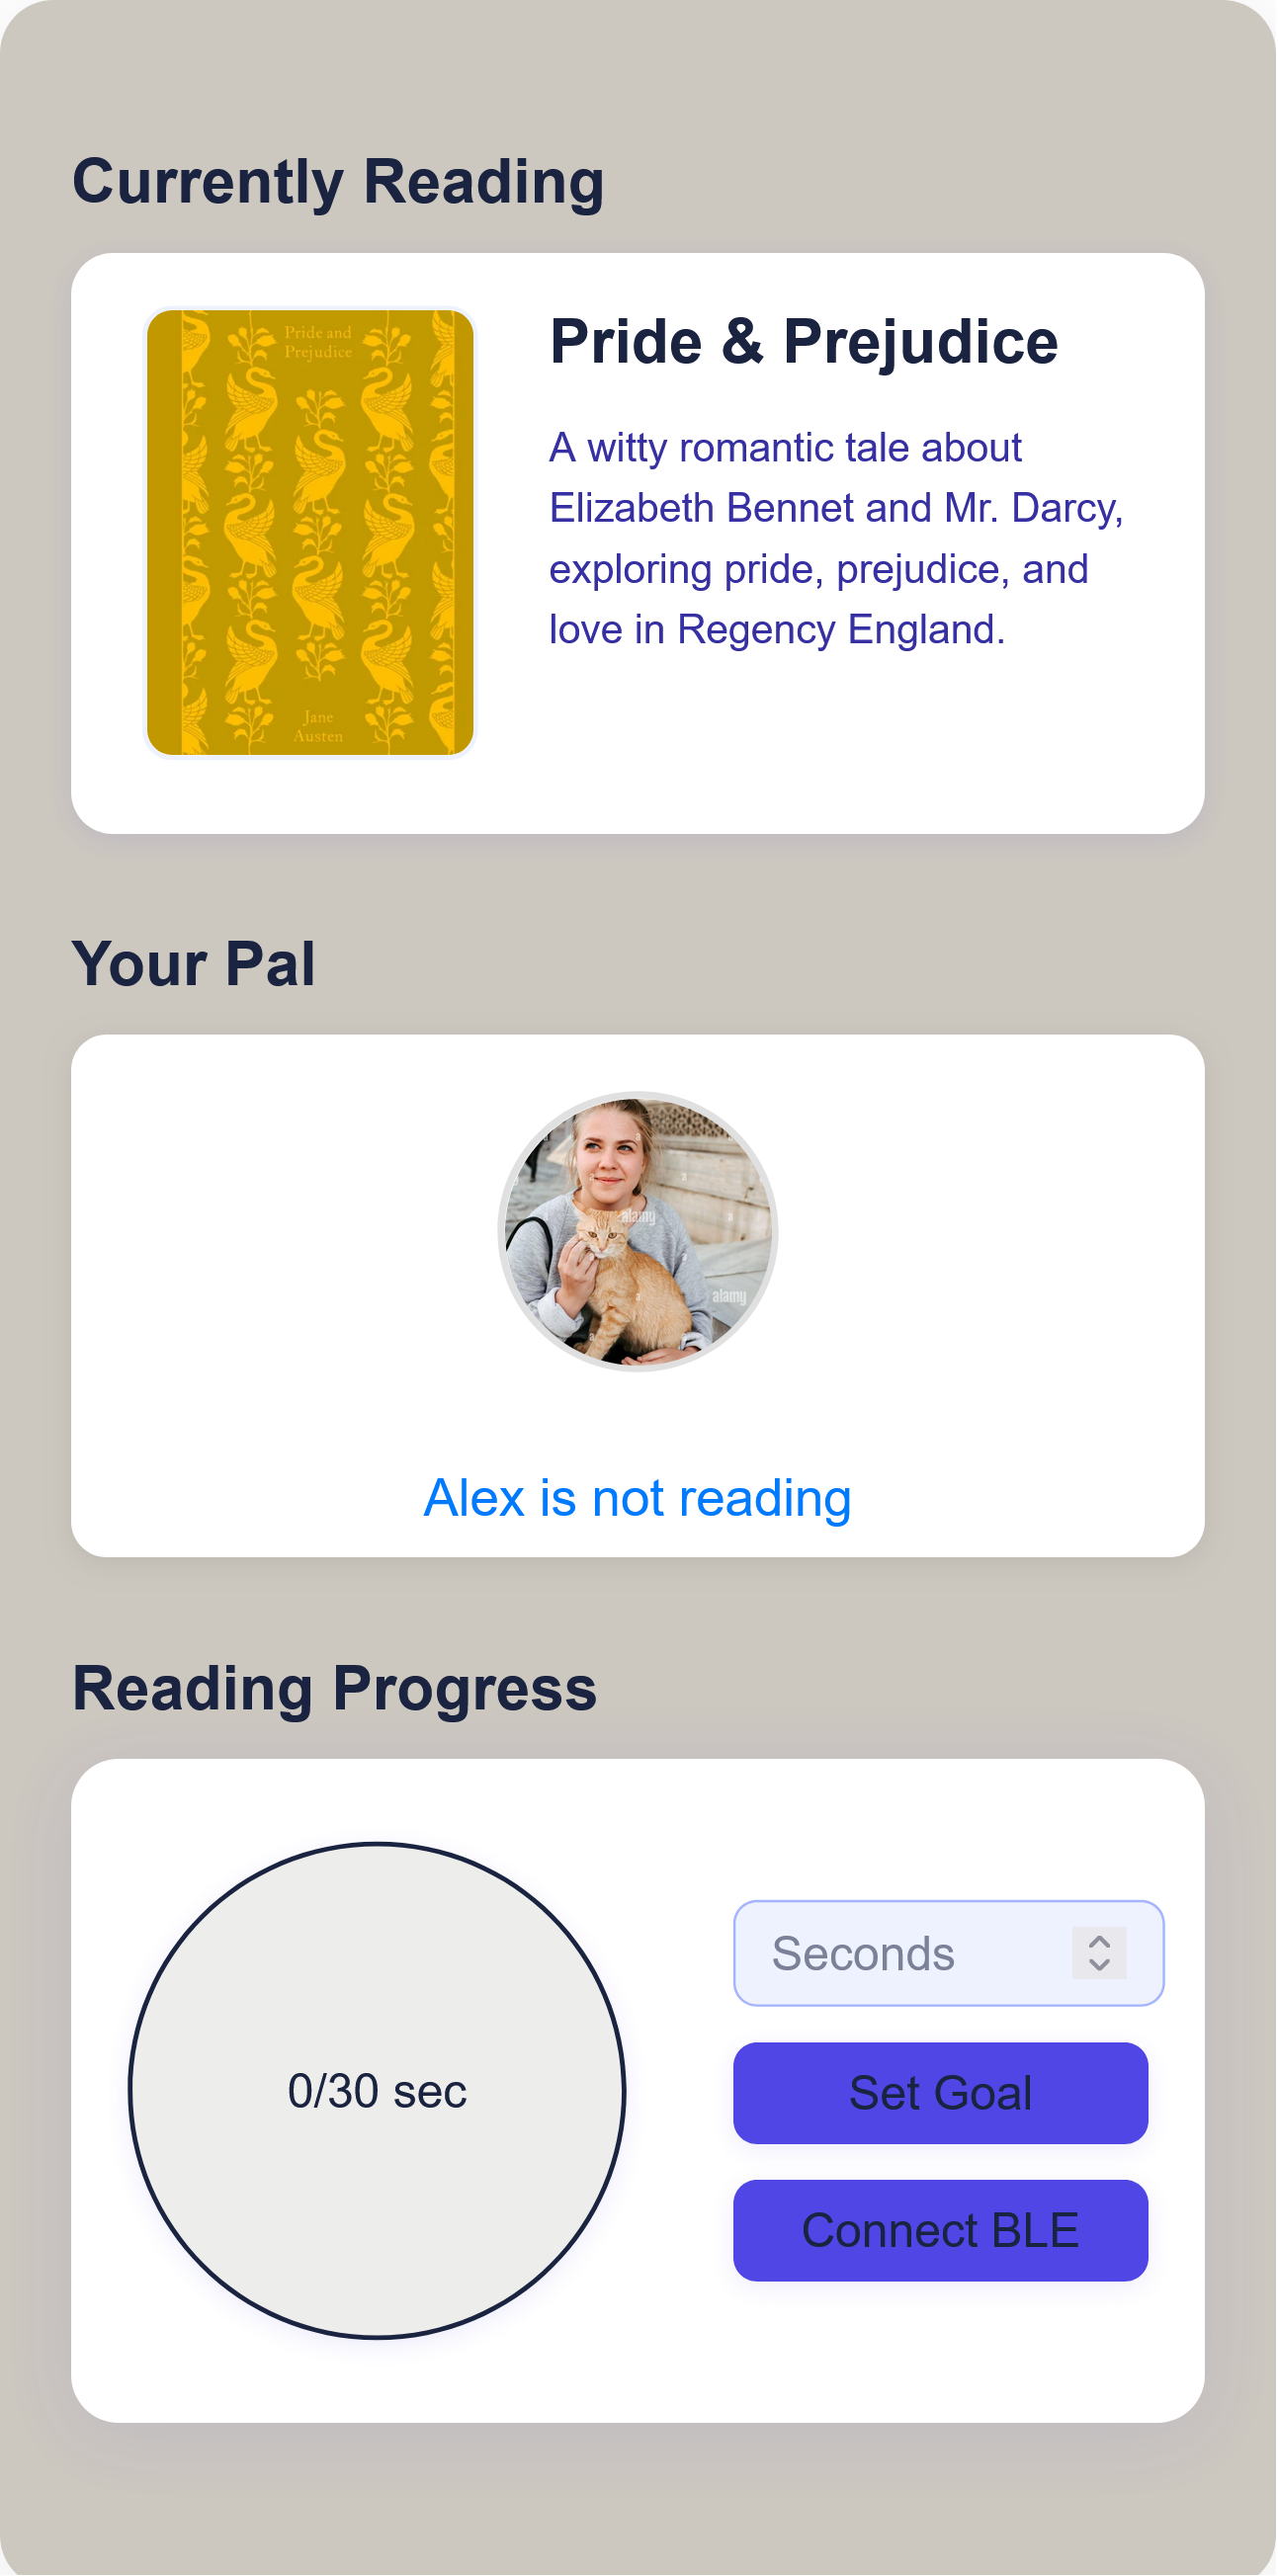 Currently Reading
Pride and
Prejudice
Jane
Austen
Pride & Prejudice
A witty romantic tale about
Elizabeth Bennet and Mr. Darcy,
exploring pride, prejudice, and
love in Regency England.
Your Pal
a
a
a
alamy
a
a
alamy
a
a
Alex is not reading
Reading Progress
0/30 sec
Seconds
Set Goal
Connect BLE